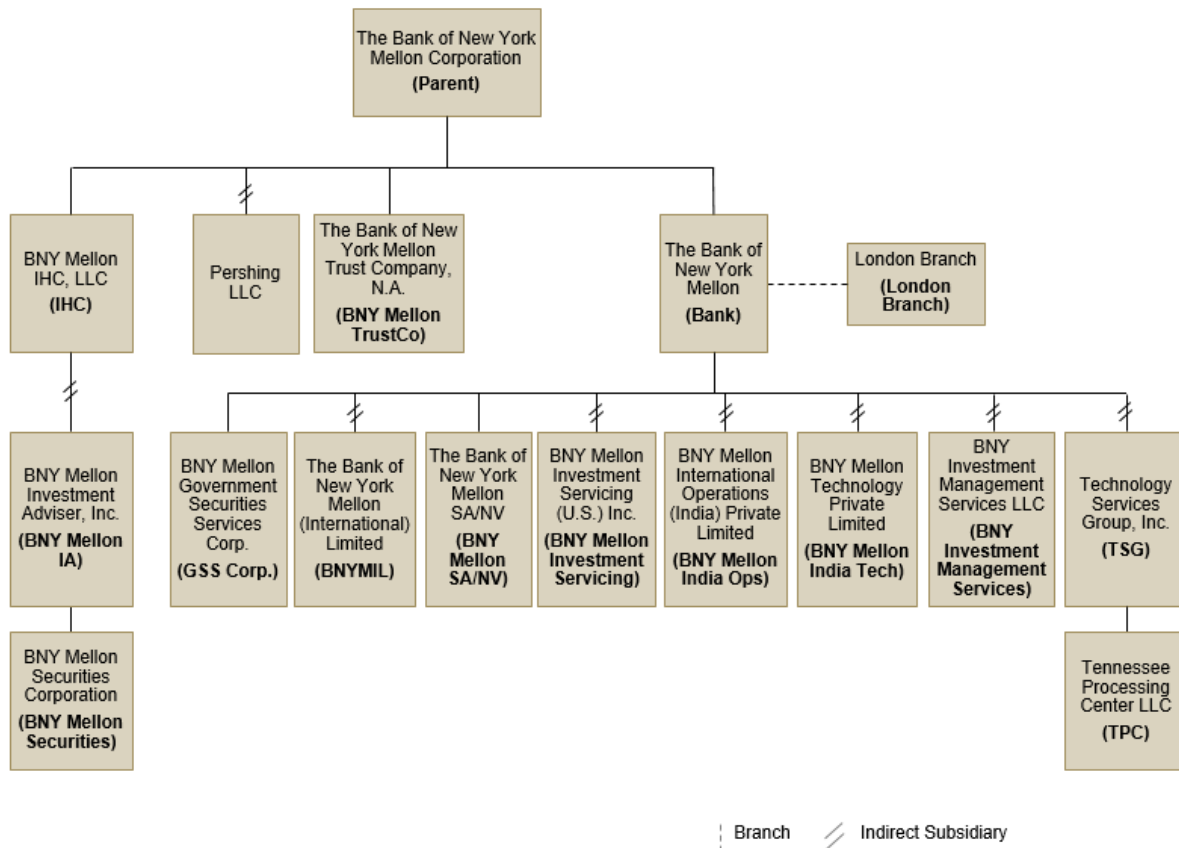 The Bank of New York
Mellon Corporation
(Parent)
BNY Mellon
IHC, LLC
(IHC)
Pershing
LLC
The Bank of New
York Mellon
Trust Company,
N.A.
(BNY Mellon
TrustCo)
The Bank of
New York
Mellon
(Bank)
London Branch
(London
Branch)
BNY Mellon
Investment
Adviser, Inc.
(BNY Mellon
IA)
BNY Mellon
Government
Securities
Services
Corp.
(GSS Corp.)
The Bank of
New York
Mellon
(International)
Limited
(BNYMIL)
The Bank of
New York
Mellon
SA/NV
(BNY
Mellon
SA/NV)
BNY Mellon
Investment
Servicing
(U.S.) Inc.
(BNY Mellon
Investment
Servicing)
BNY Mellon
International
Operations
(India) Private
Limited
(BNY Mellon
India Ops)
BNY Mellon
Technology
Private
Limited
(BNY Mellon
India Tech)
BNY
Investment
Management
Services LLC
(BNY
Investment
Management
Services)
Technology
Services
Group, Inc.
(TSG)
BNY Mellon
Securities
Corporation
(BNY Mellon
Securities)
Tennessee
Processing
Center LLC
(TPC)
Branch
Indirect Subsidiary